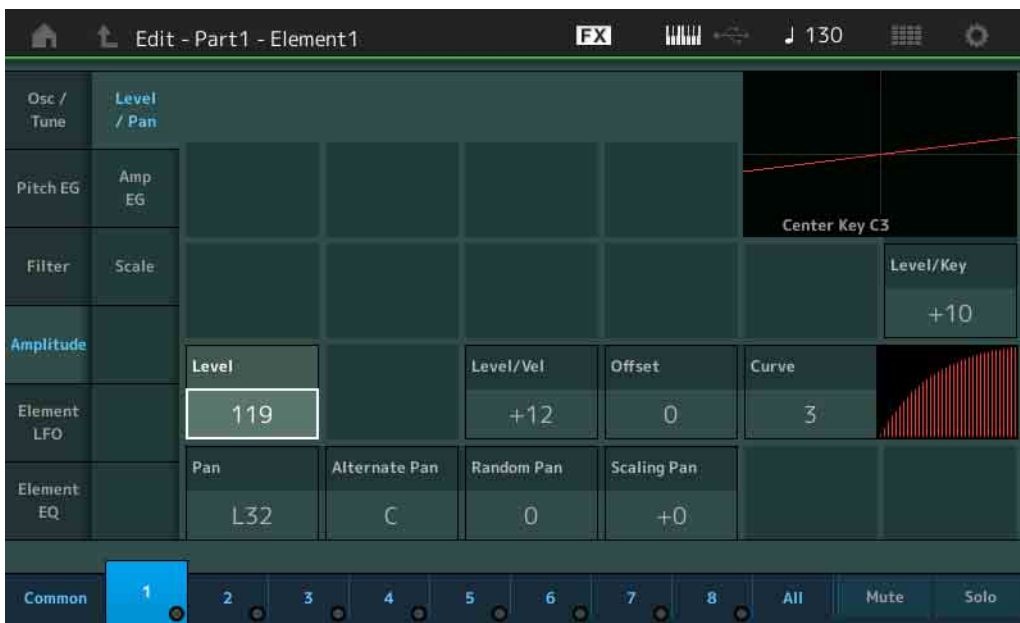 Edit - Part1 - Element1
FX
♩ 130
Osc /
Tune
Level
/ Pan
Pitch EG
Amp
EG
Center Key C3
Filter
Scale
Level/Key
+10
Amplitude
Level
Level/Vel
Offset
Curve
119
+12
0
3
Element
LFO
Pan
Alternate Pan
Random Pan
Scaling Pan
L32
C
0
+0
Element
EQ
Common
1
2
3
4
5
6
7
8
All
Mute
Solo